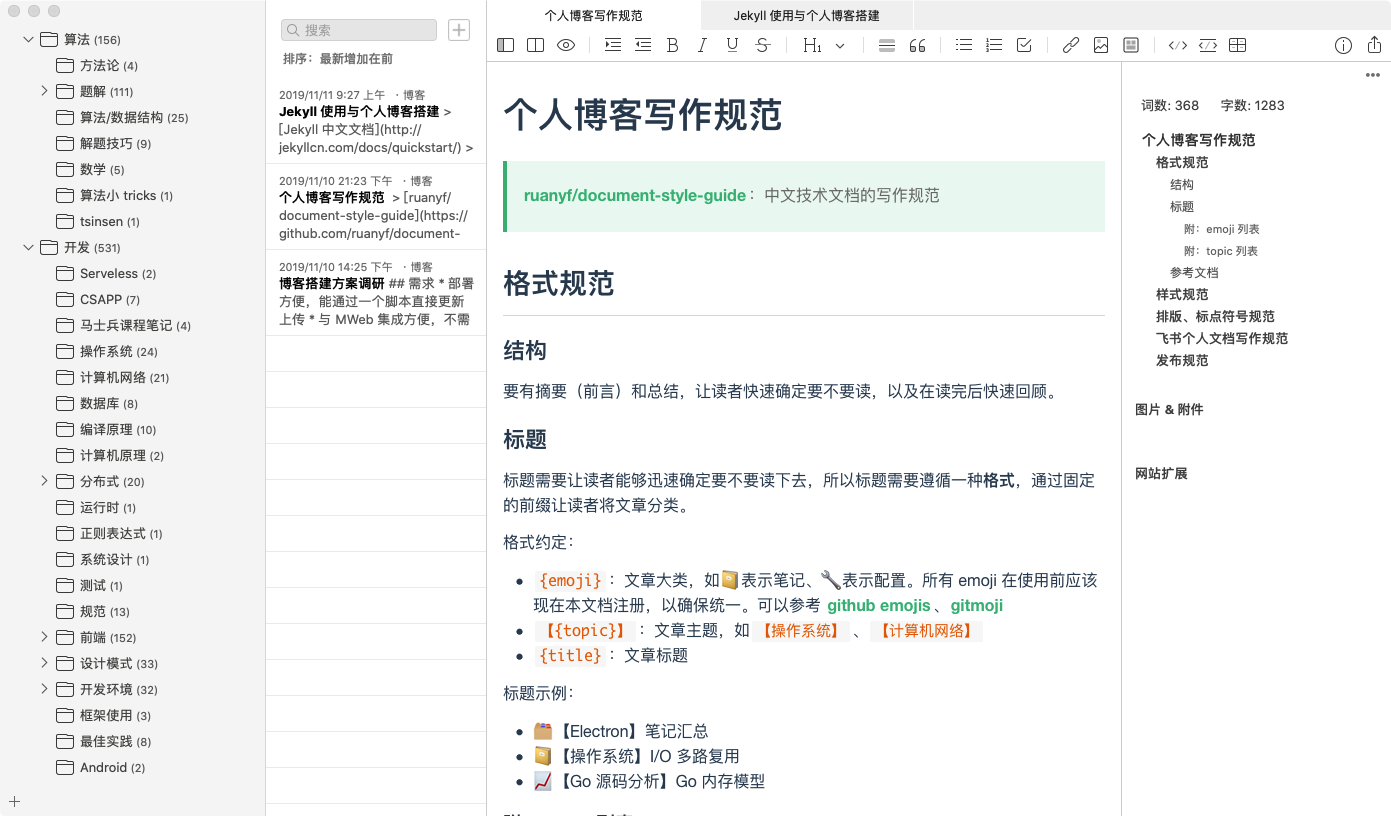 算法 (156)
方法论 (4)
题解 (111)
算法/数据结构 (25)
解题技巧 (9)
数学 (5)
算法小 tricks (1)
tsinsen (1)
开发 (531)
Serveless (2)
CSAPP (7)
马士兵课程笔记 (4)
操作系统 (24)
计算机网络 (21)
数据库 (8)
编译原理 (10)
计算机原理 (2)
分布式 (20)
运行时 (1)
正则表达式 (1)
系统设计 (1)
测试 (1)
规范 (13)
前端 (152)
设计模式 (33)
开发环境 (32)
框架使用 (3)
最佳实践 (8)
Android (2)
搜索
排序：最新增加在前
2019/11/11 9:27 上午 · 博客
Jekyll 使用与个人博客搭建 >
[Jekyll 中文文档](http://
jekyllcn.com/docs/quickstart/) >
2019/11/10 21:23 下午 · 博客
个人博客写作规范 > [ruanyf/
document-style-guide](https://
github.com/ruanyf/document-
2019/11/10 14:25 下午 · 博客
博客搭建方案调研 ## 需求 * 部署
方便，能通过一个脚本直接更新
上传 * 与 MWeb 集成方便，不需
个人博客写作规范
Jekyll 使用与个人博客搭建
H1
个人博客写作规范
ruanyf/document-style-guide：中文技术文档的写作规范
格式规范
结构
要有摘要（前言）和总结，让读者快速确定要不要读，以及在读完后快速回顾。
标题
标题需要让读者能够迅速确定要不要读下去，所以标题需要遵循一种格式，通过固定
的前缀让读者将文章分类。
格式约定：
{emoji}：文章大类，如📔表示笔记、🔧表示配置。所有 emoji 在使用前应该
现在本文档注册，以确保统一。可以参考 github emojis、gitmoji
【{topic}】：文章主题，如【操作系统】、【计算机网络】
{title}：文章标题
标题示例：
🗂【Electron】笔记汇总
📔【操作系统】I/O 多路复用
📈【Go 源码分析】Go 内存模型
词数: 368 字数: 1283
个人博客写作规范
格式规范
结构
标题
附：emoji 列表
附：topic 列表
参考文档
样式规范
排版、标点符号规范
飞书个人文档写作规范
发布规范
图片 & 附件
网站扩展